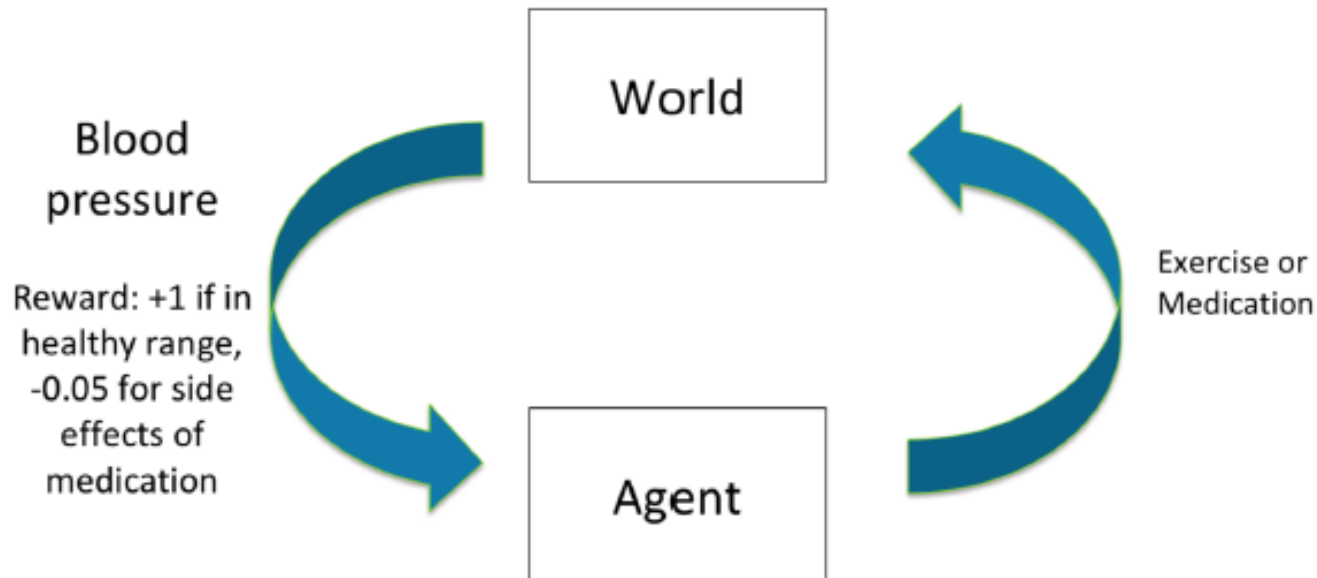 World
Blood
pressure
Reward: +1 if in
healthy range,
-0.05 for side
effects of
medication
Exercise or
Medication
Agent